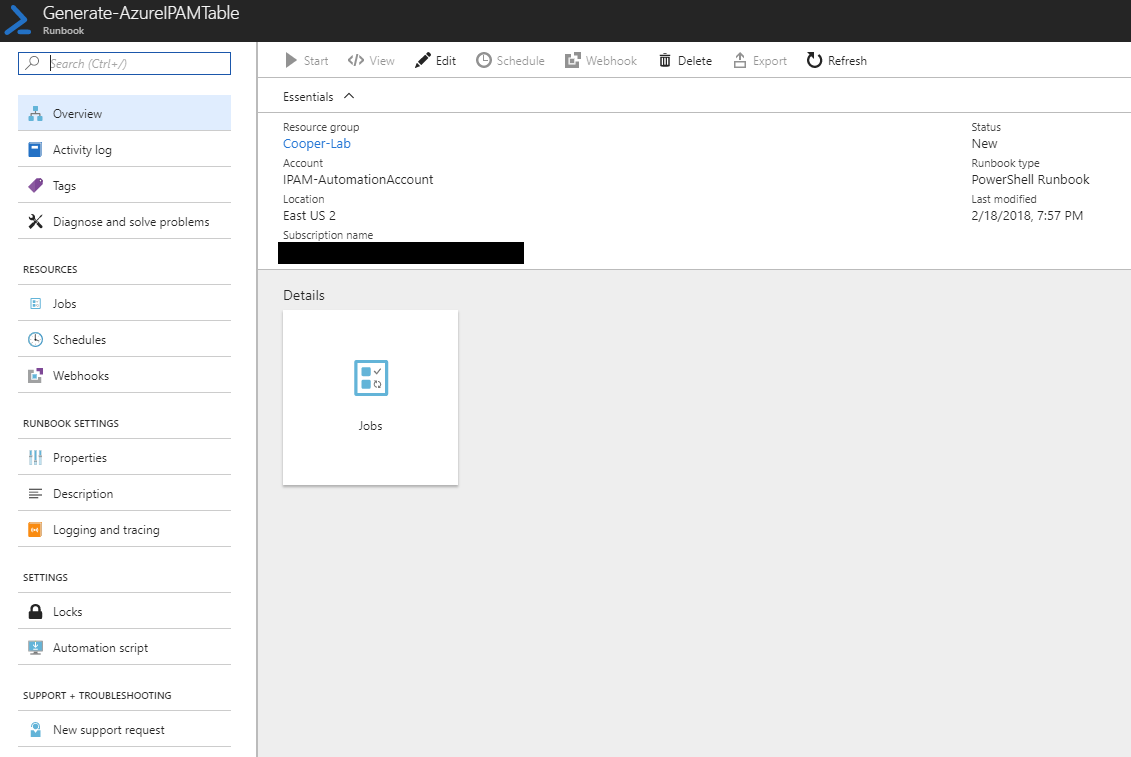 Generate-AzureIPAMTable
Runbook
Search (Ctrl+/)
Overview
Activity log
Tags
Diagnose and solve problems
RESOURCES
Jobs
Schedules
Webhooks
RUNBOOK SETTINGS
Properties
Description
Logging and tracing
SETTINGS
Locks
Automation script
SUPPORT + TROUBLESHOOTING
New support request
Start View Edit Schedule Webhook Delete Export Refresh
Essentials
Resource group
Cooper-Lab
Account
IPAM-AutomationAccount
Location
East US 2
Subscription name
Status
New
Runbook type
PowerShell Runbook
Last modified
2/18/2018, 7:57 PM
Details
Jobs